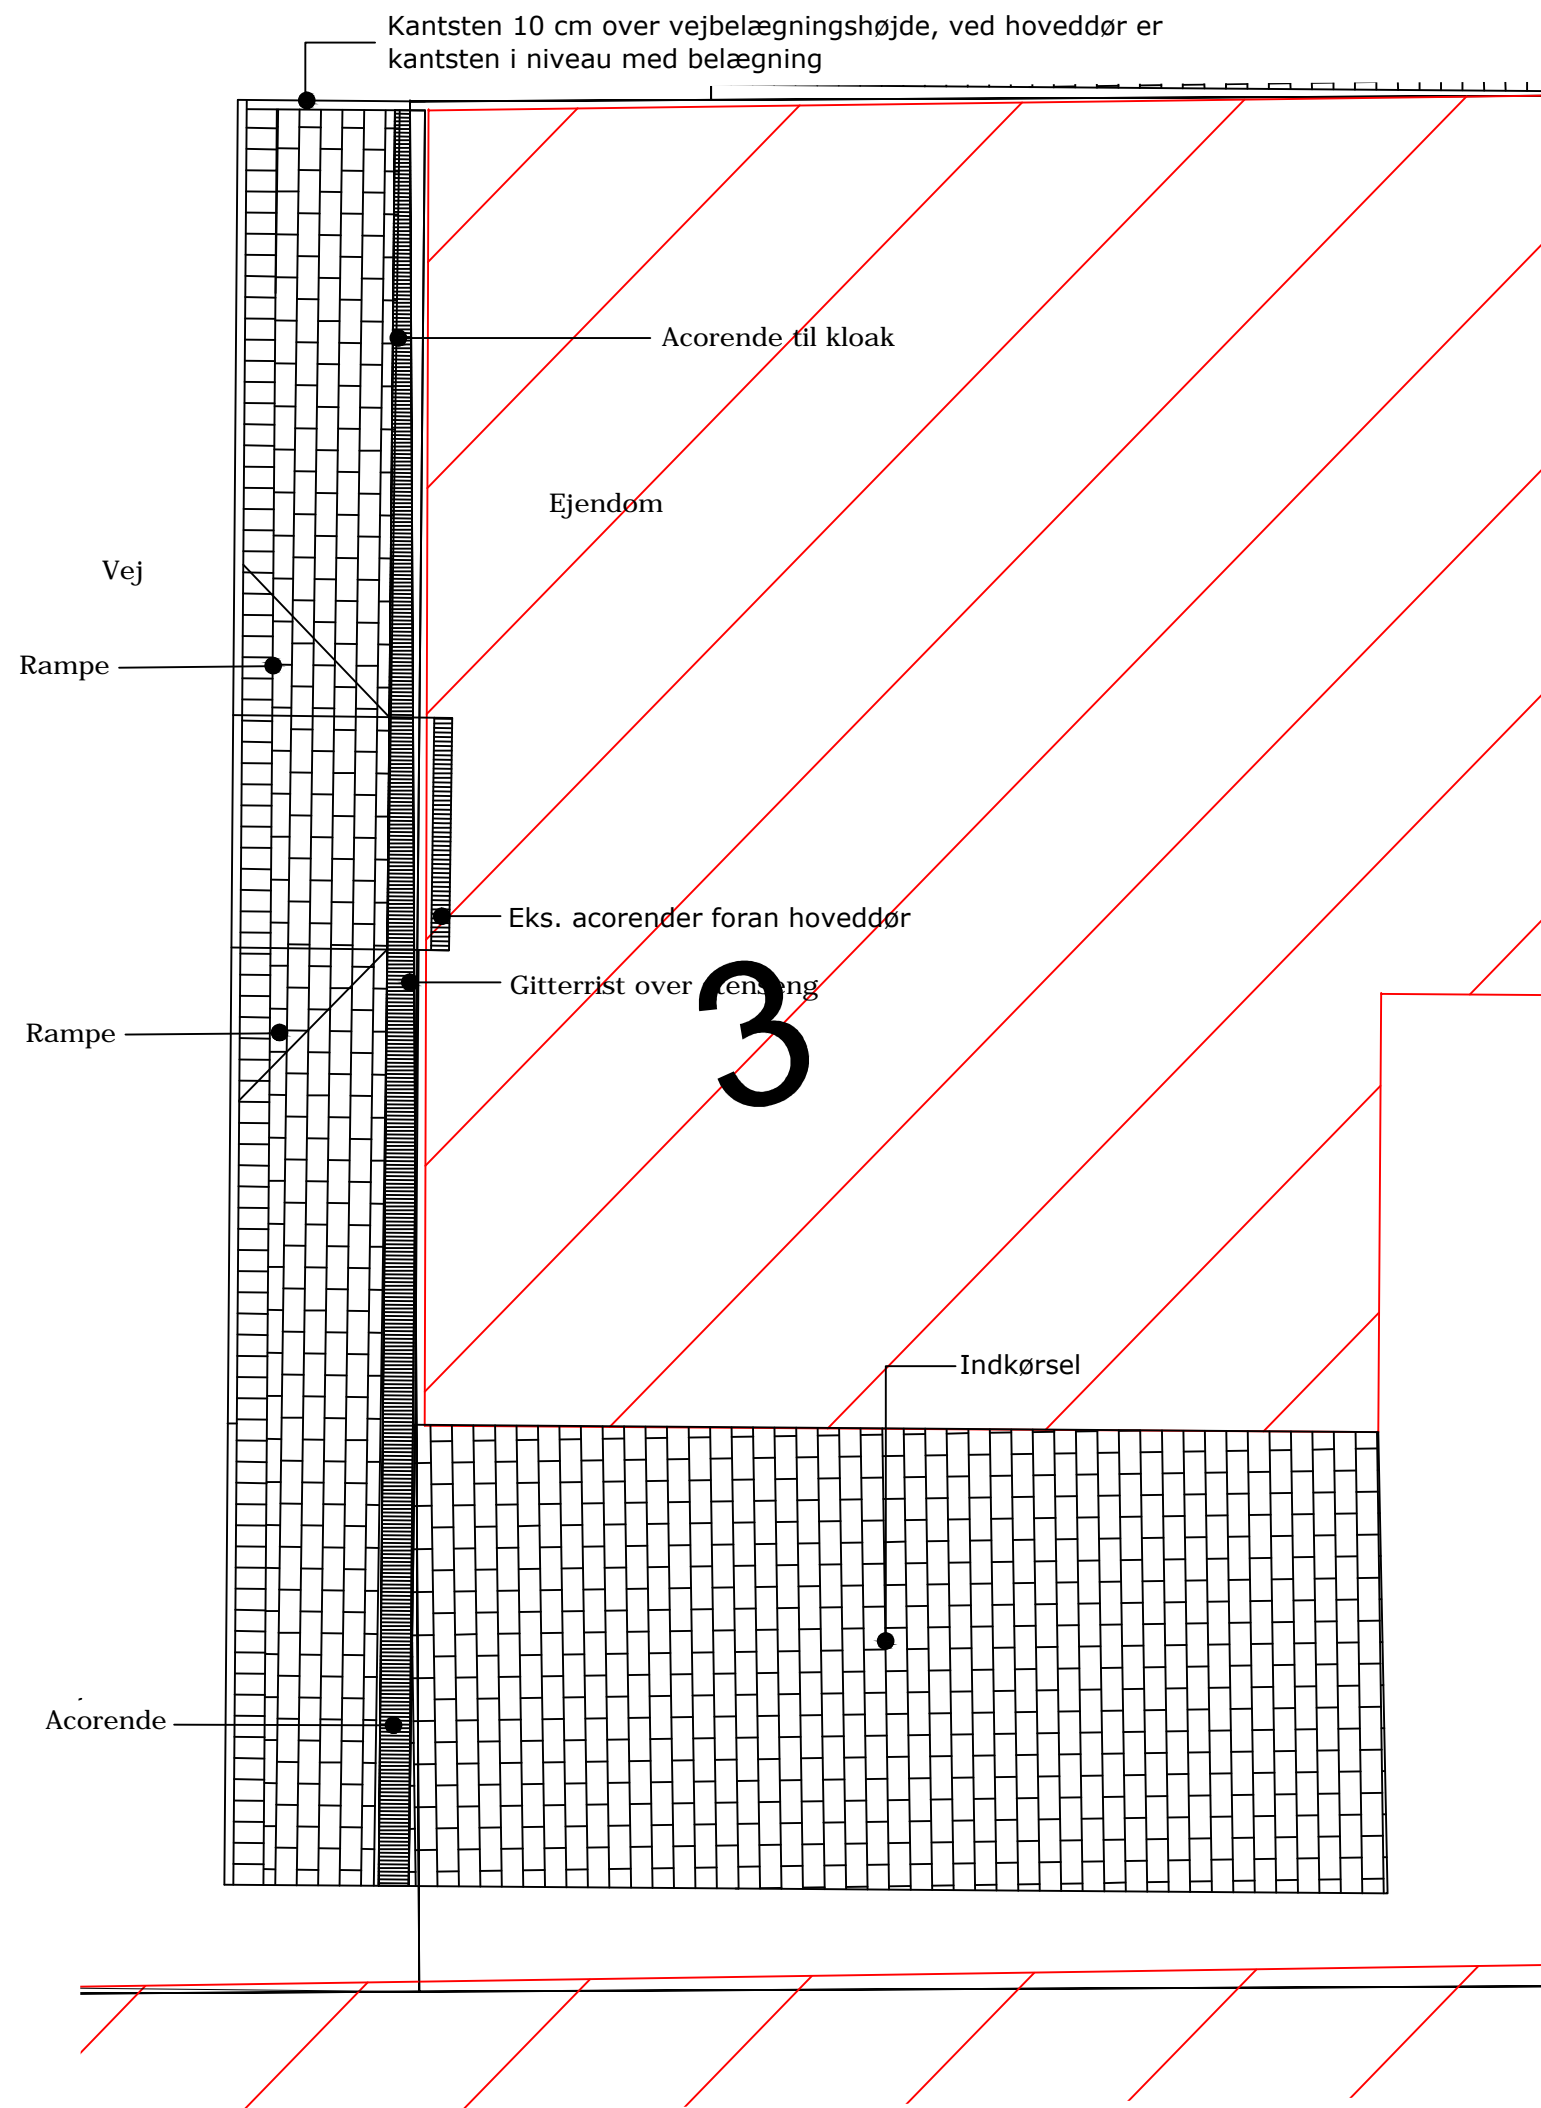 Kantsten 10 cm over vejbelægningshøjde, ved hoveddør er
kantsten i niveau med belægning
Acorende til kloak
Ejendom
Vej
Rampe
Eks. acorender foran hoveddør
Gitterrist over stenseng
3
Rampe
Indkørsel
Acorende